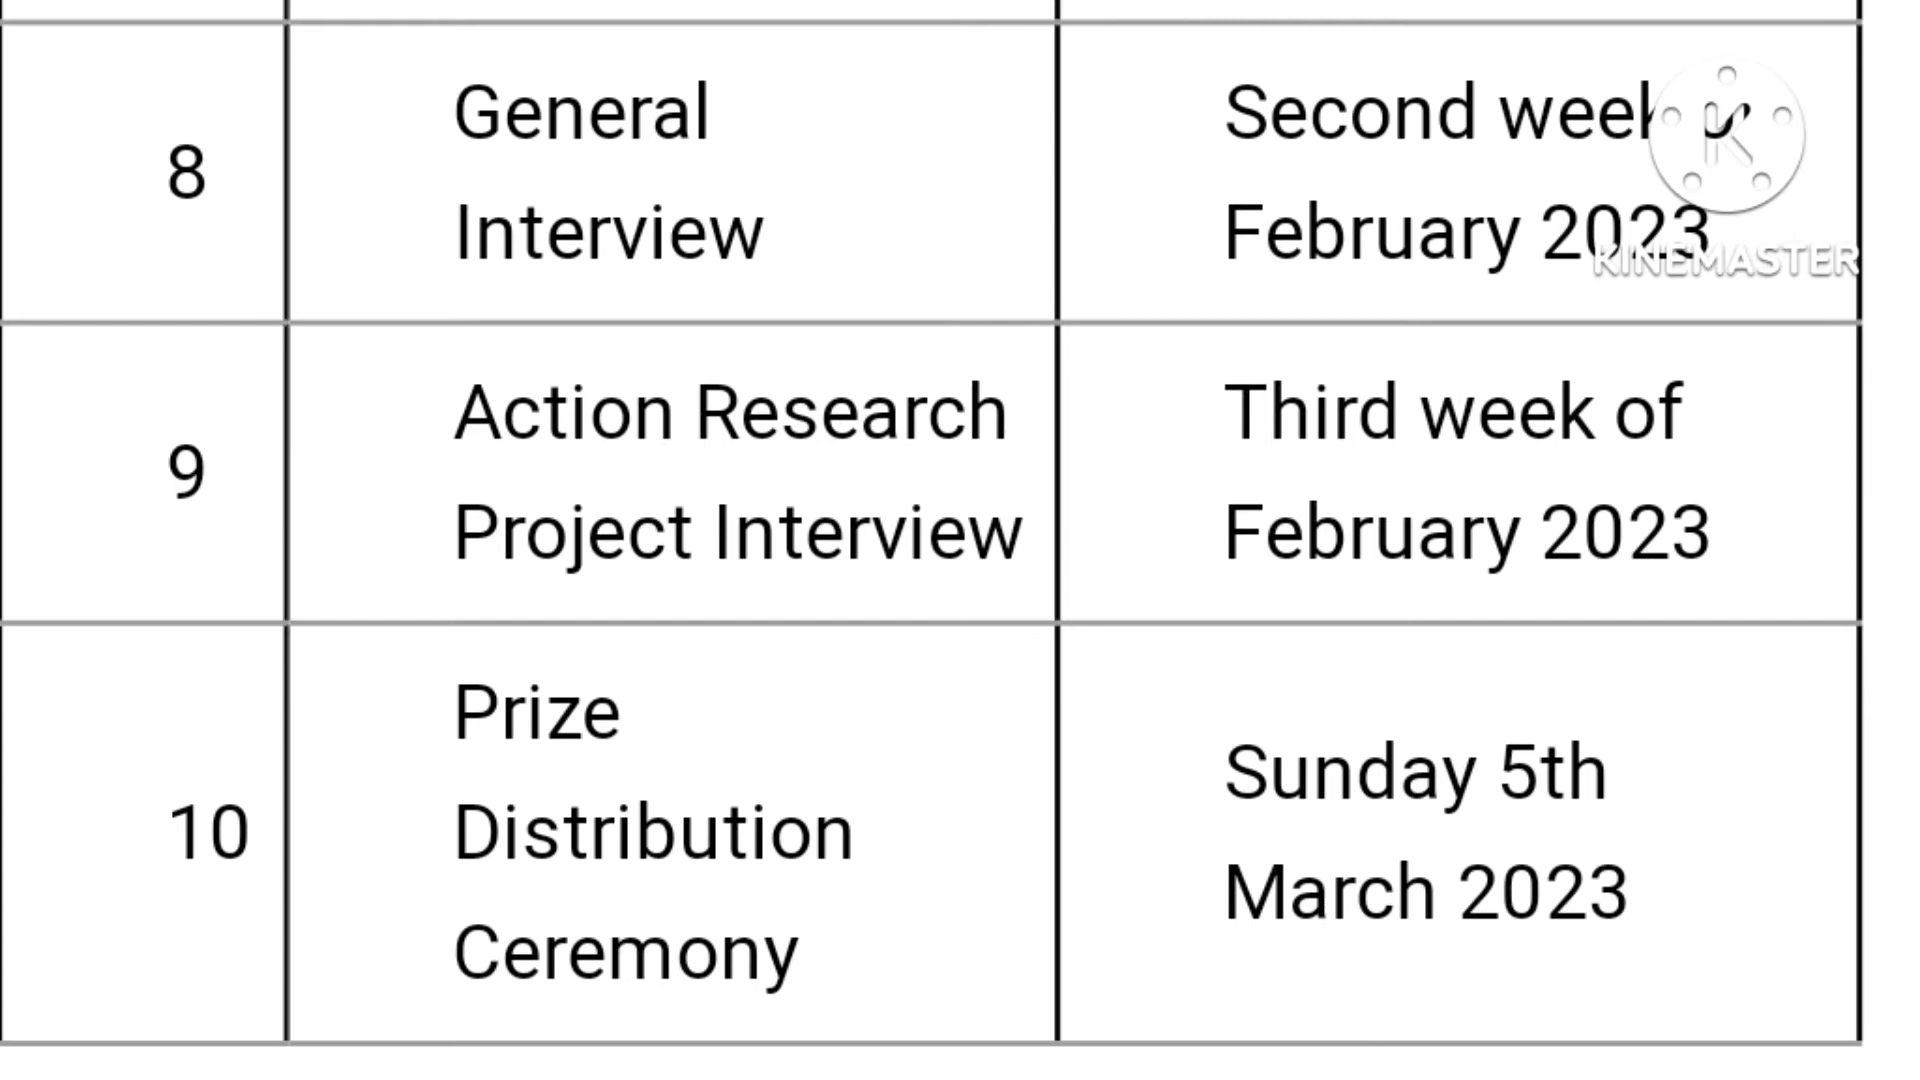 8
General
Interview
Second week
February 2023
KINEMASTER
9
Action Research
Project Interview
Third week of
February 2023
10
Prize
Distribution
Ceremony
Sunday 5th
March 2023